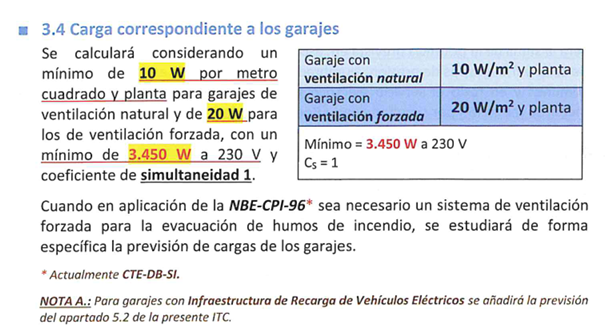 3.4 Carga correspondiente a los garajes
Se calculará considerando un
mínimo de 10 W por metro
cuadrado y planta para garajes de
ventilación natural y de 20 W para
los de ventilación forzada, con un
mínimo de 3.450 W a 230 V y
coeficiente de simultaneidad 1.
Garaje con
ventilación natural
10 W/m² y planta
Garaje con
ventilación forzada
20 W/m² y planta
Mínimo = 3.450 W a 230 V
Cs = 1
Cuando en aplicación de la NBE-CPI-96* sea necesario un sistema de ventilación
forzada para la evacuación de humos de incendio, se estudiará de forma
específica la previsión de cargas de los garajes.
* Actualmente CTE-DB-SI.
NOTA A.: Para garajes con Infraestructura de Recarga de Vehículos Eléctricos se añadirá la previsión
del apartado 5.2 de la presente ITC.